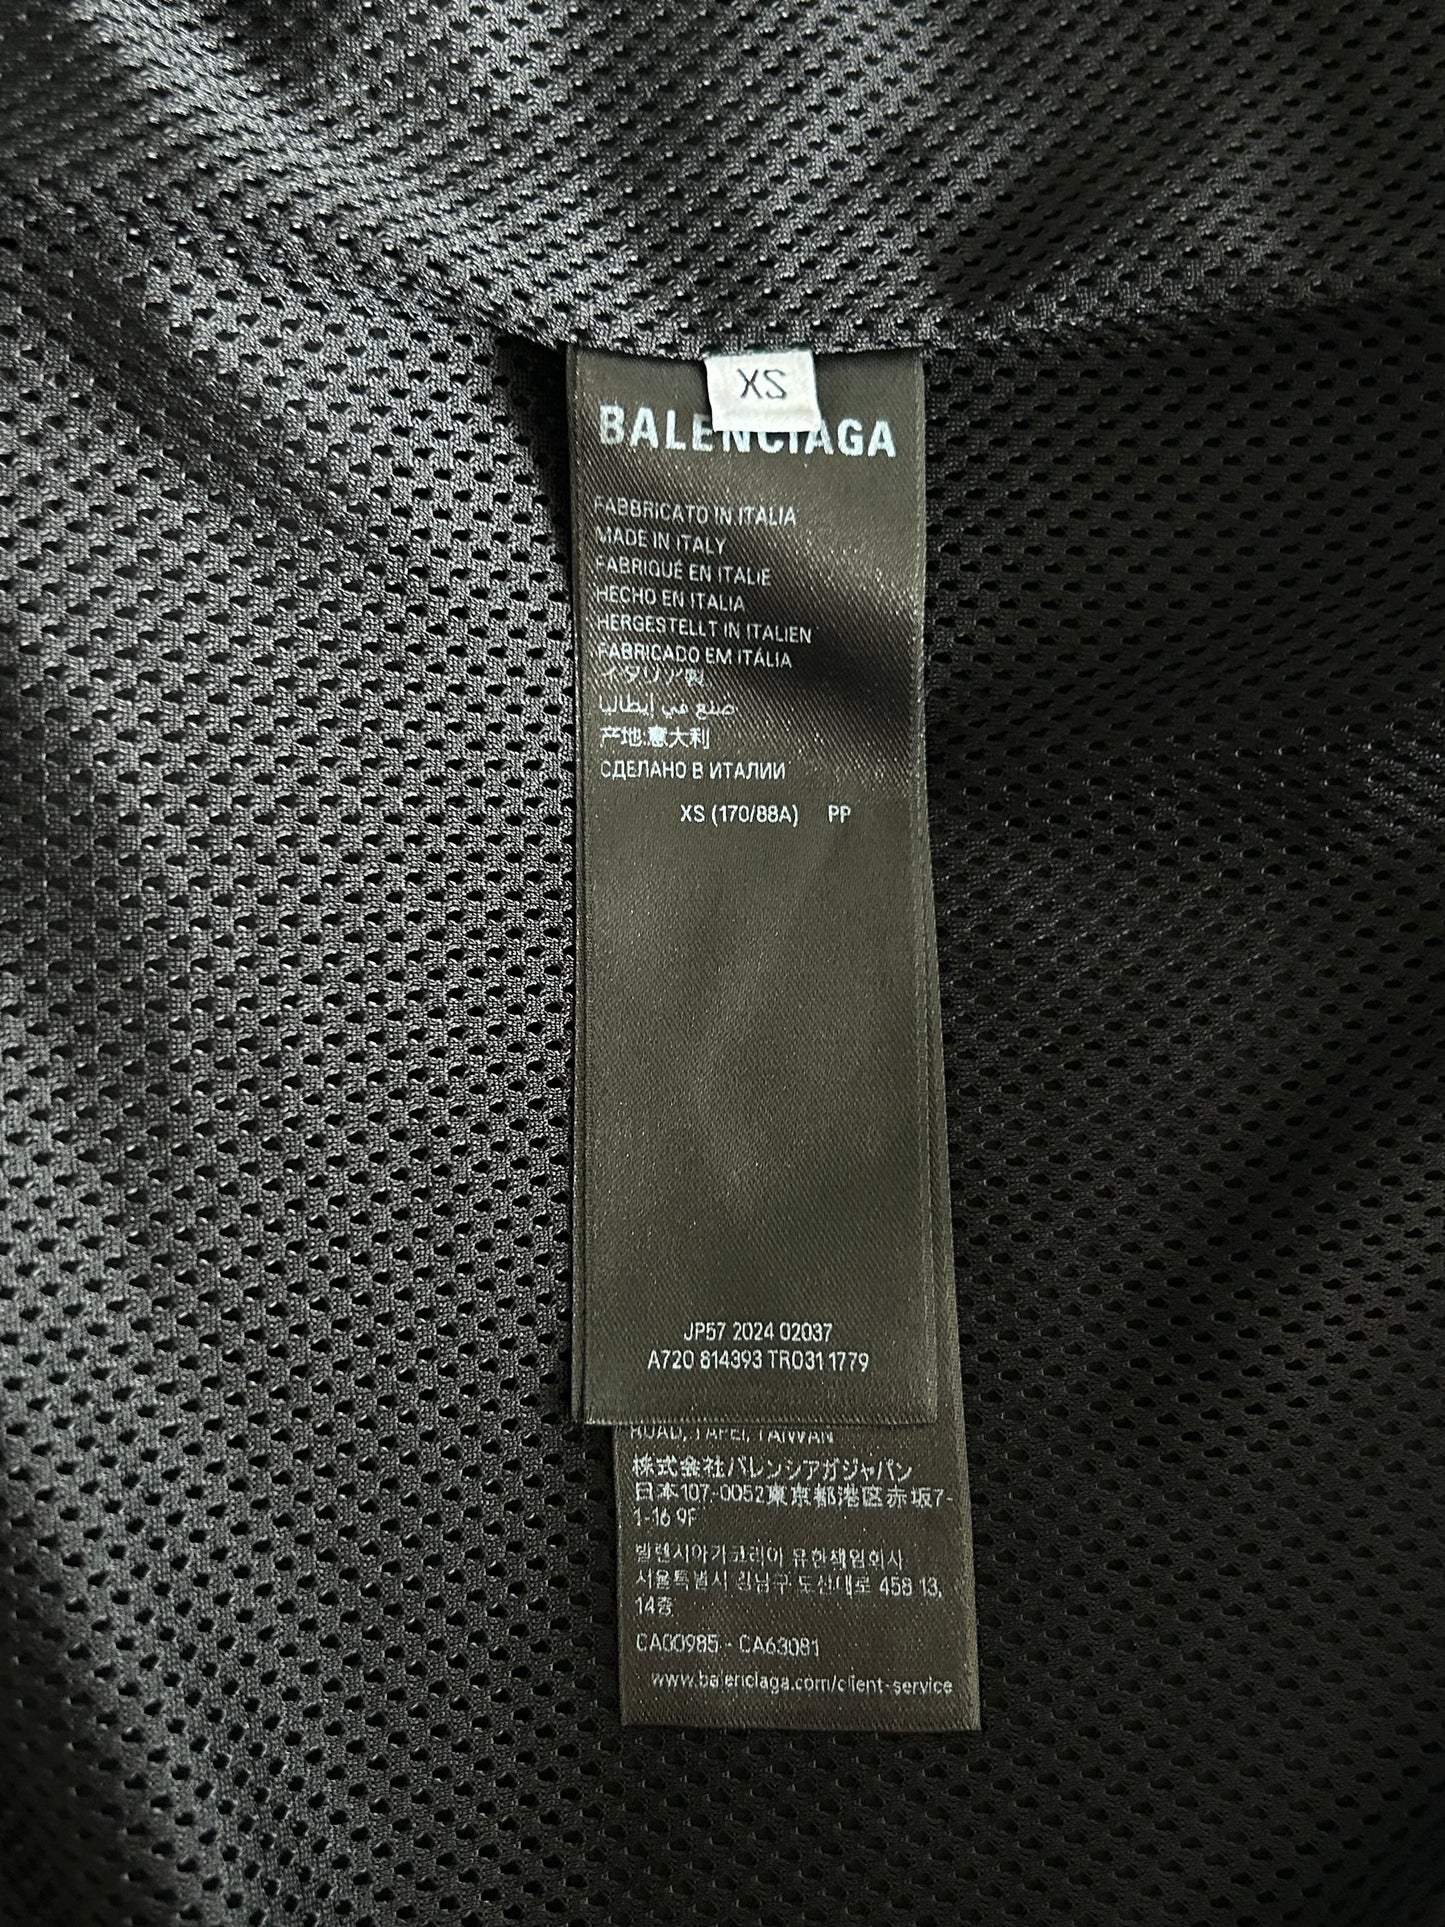 XS
BALENCIAGA
FABBRICATO IN ITALIA
MADE IN ITALY
FABRIQUÉ EN ITALIE
HECHO EN ITALIA
HERGESTELLT IN ITALIEN
FABRICADO EM ITÁLIA
イタリア製
صنع في إيطاليا
产地:意大利
СДЕЛАНО В ИТАЛИИ
XS (170/88A) PP
JP57 2024 02037
A720 814393 TR031 1779
ROAD, TAIPEI, TAIWAN
株式会社バレンシアガジャパン
日本107-0052東京都港区赤坂7-
1-16 9F
발렌시아가코리아 유한책임회사
서울특별시 강남구 도산대로 458 13,
14층
CA00985 - CA63081
www.balenciaga.com/client-service